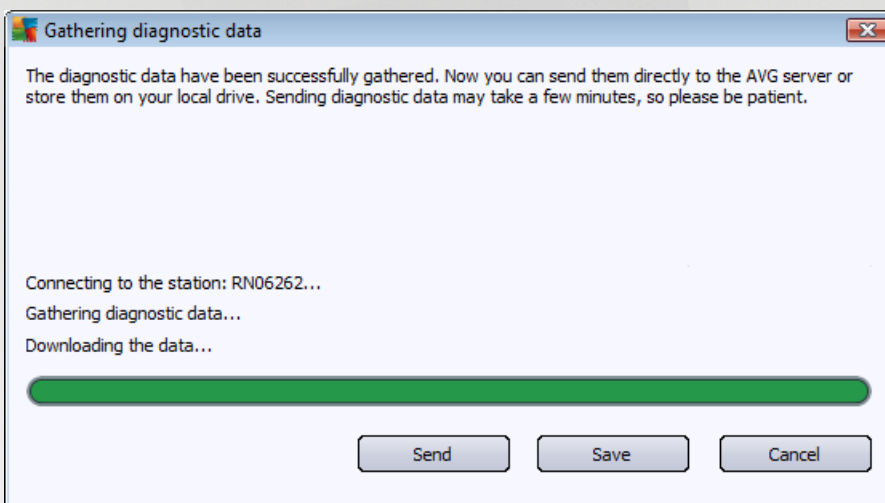 Gathering diagnostic data
The diagnostic data have been successfully gathered. Now you can send them directly to the AVG server or
store them on your local drive. Sending diagnostic data may take a few minutes, so please be patient.
Connecting to the station: RN06262...
Gathering diagnostic data...
Downloading the data...
Send Save Cancel